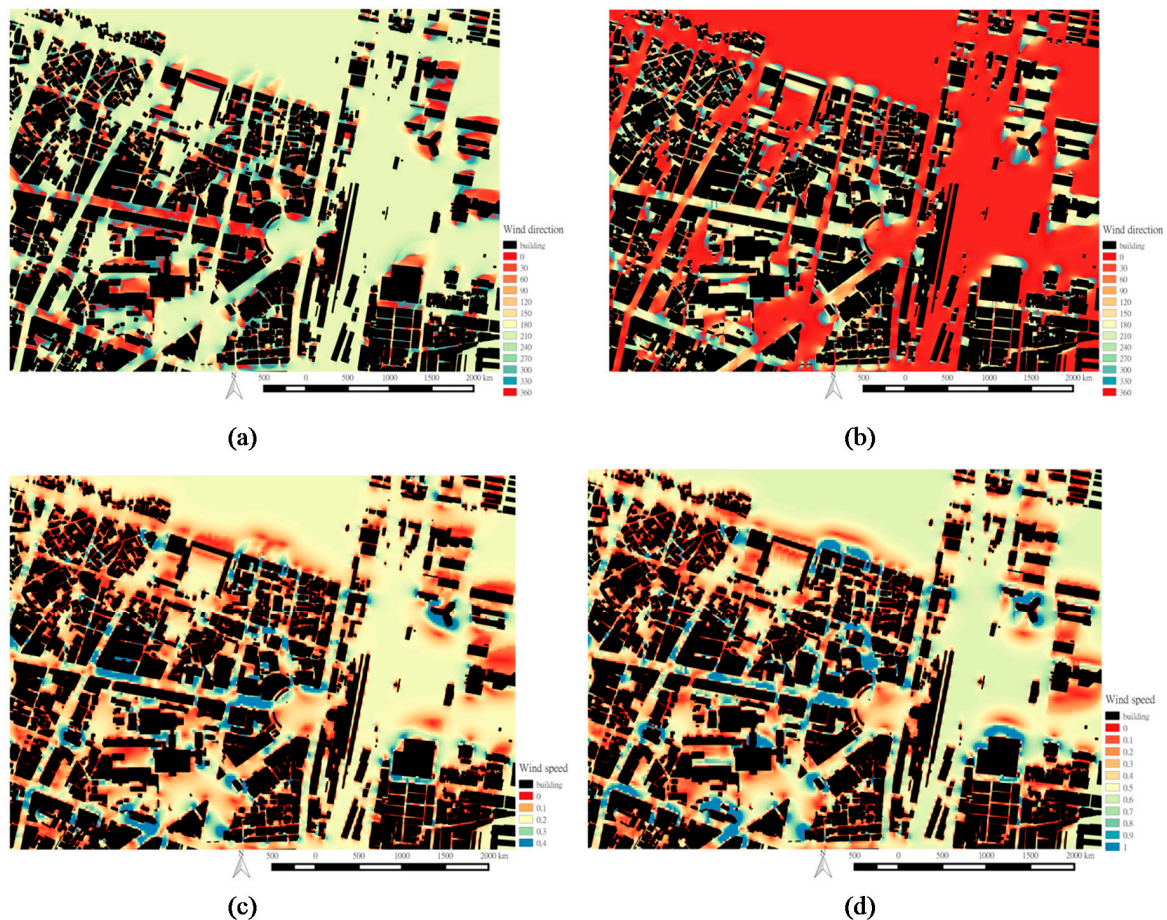 Wind direction
building
0
30
60
90
120
150
180
210
240
270
300
330
360
N
500 0 500 1000 1500 2000 km
(a)
Wind direction
building
0
30
60
90
120
150
180
210
240
270
300
330
360
N
500 0 500 1000 1500 2000 km
(b)
Wind speed
building
0
0.1
0.2
0.3
0.4
N
500 0 500 1000 1500 2000 km
(c)
Wind speed
building
0
0.1
0.2
0.3
0.4
0.5
0.6
0.7
0.8
0.9
1
N
500 0 500 1000 1500 2000 km
(d)